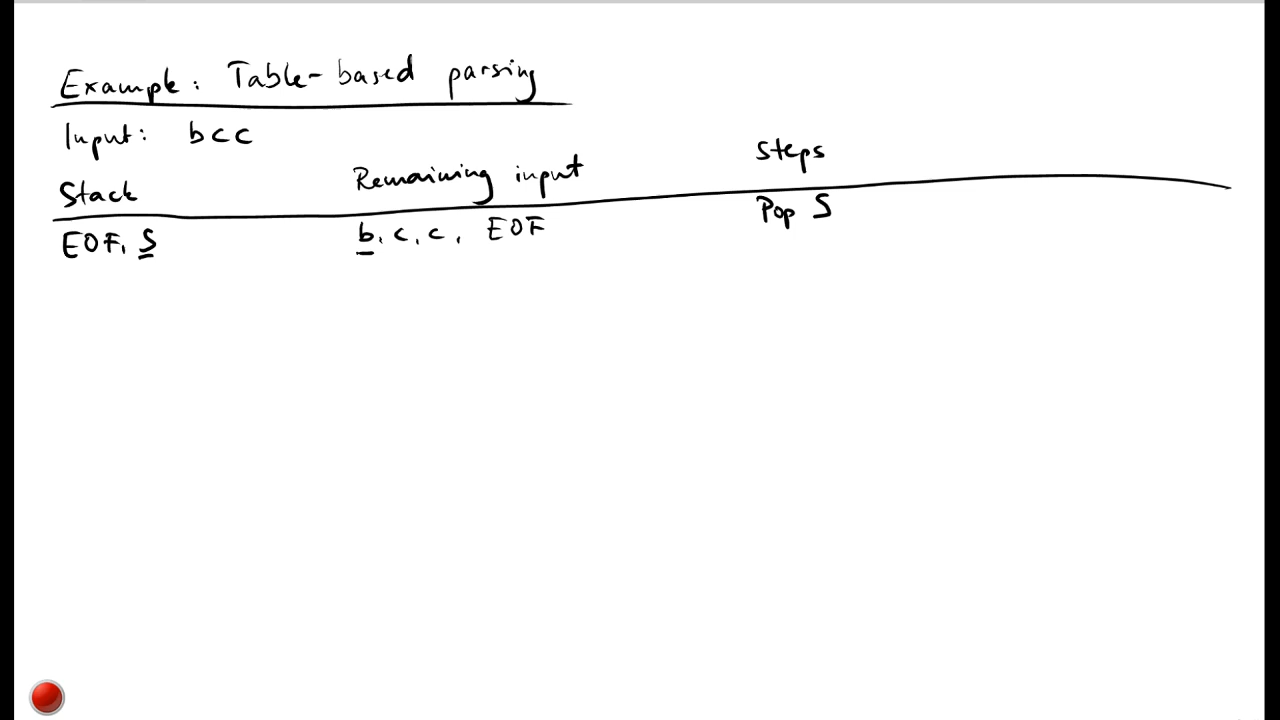 Example: Table-based parsing
Input: bcc
Stack Remaining input Steps
EOF, S b, c, c, EOF Pop S